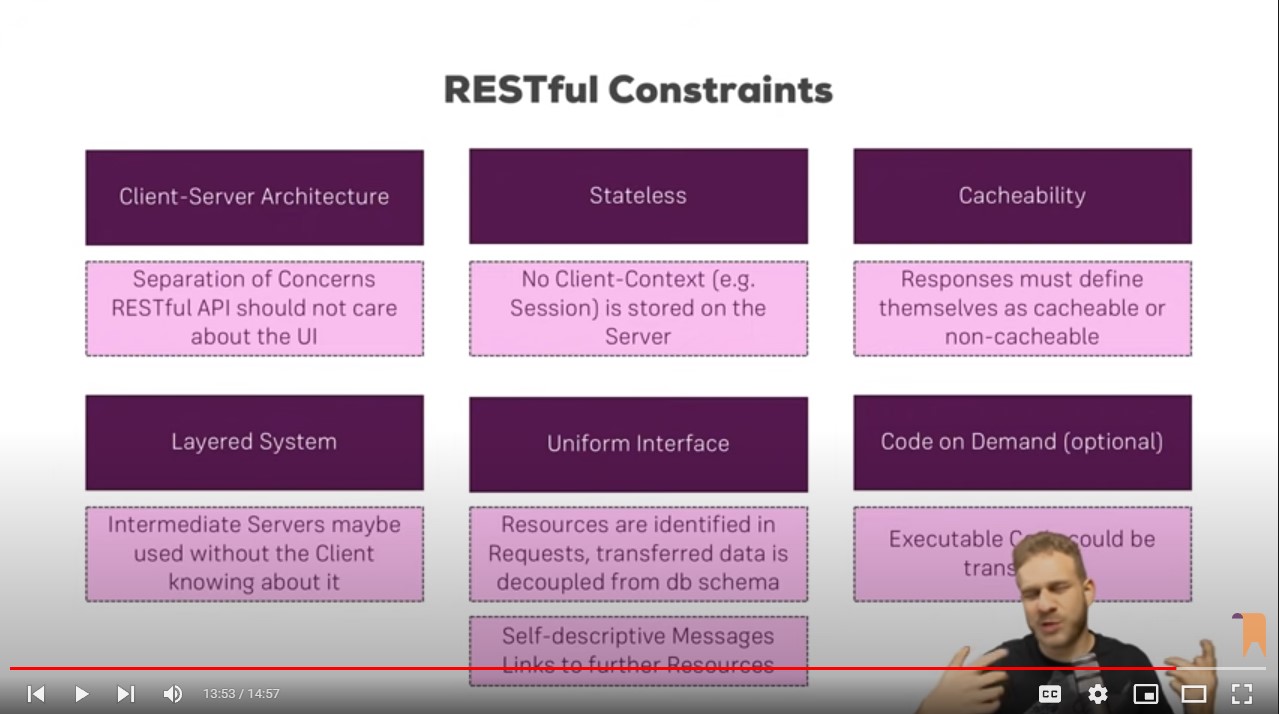 RESTful Constraints
Client-Server Architecture
Stateless
Cacheability
Separation of Concerns
RESTful API should not care
about the UI
No Client-Context (e.g.
Session) is stored on the
Server
Responses must define
themselves as cacheable or
non-cacheable
Layered System
Uniform Interface
Code on Demand (optional)
Intermediate Servers maybe
used without the Client
knowing about it
Resources are identified in
Requests, transferred data is
decoupled from db schema
Executable could be
Self-descriptive Messages
Links to further Resources
13:53 / 14:57
CC